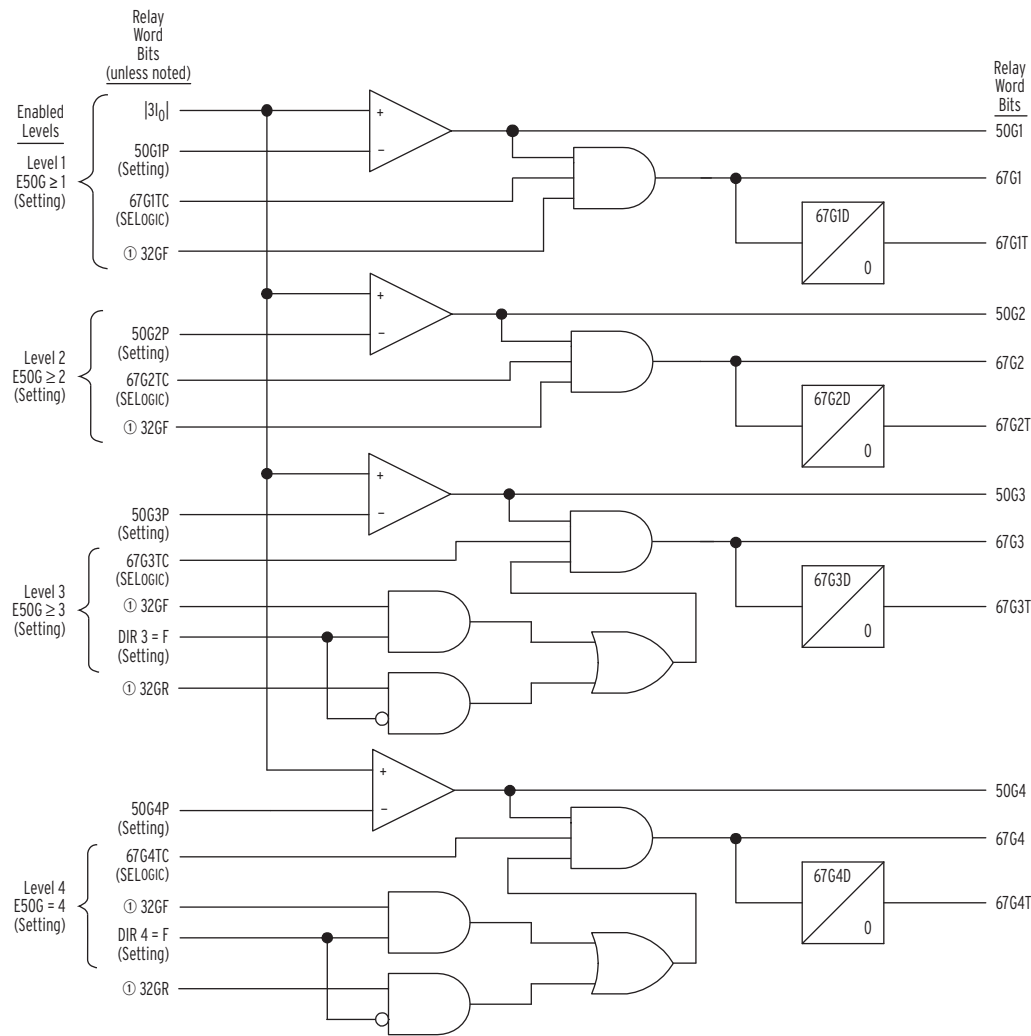 Relay
Word
Bits
(unless noted)
Relay
Word
Bits
Enabled
Levels
Level 1
E50G ≥ 1
(Setting)
|3I0|
50G1P
(Setting)
67G1TC
(SELOGIC)
① 32GF
+
−
50G1
67G1
67G1D
0
67G1T
Level 2
E50G ≥ 2
(Setting)
50G2P
(Setting)
67G2TC
(SELOGIC)
① 32GF
+
−
50G2
67G2
67G2D
0
67G2T
Level 3
E50G ≥ 3
(Setting)
50G3P
(Setting)
67G3TC
(SELOGIC)
① 32GF
DIR 3 = F
(Setting)
① 32GR
+
−
50G3
67G3
67G3D
0
67G3T
Level 4
E50G = 4
(Setting)
50G4P
(Setting)
67G4TC
(SELOGIC)
① 32GF
DIR 4 = F
(Setting)
① 32GR
+
−
50G4
67G4
67G4D
0
67G4T